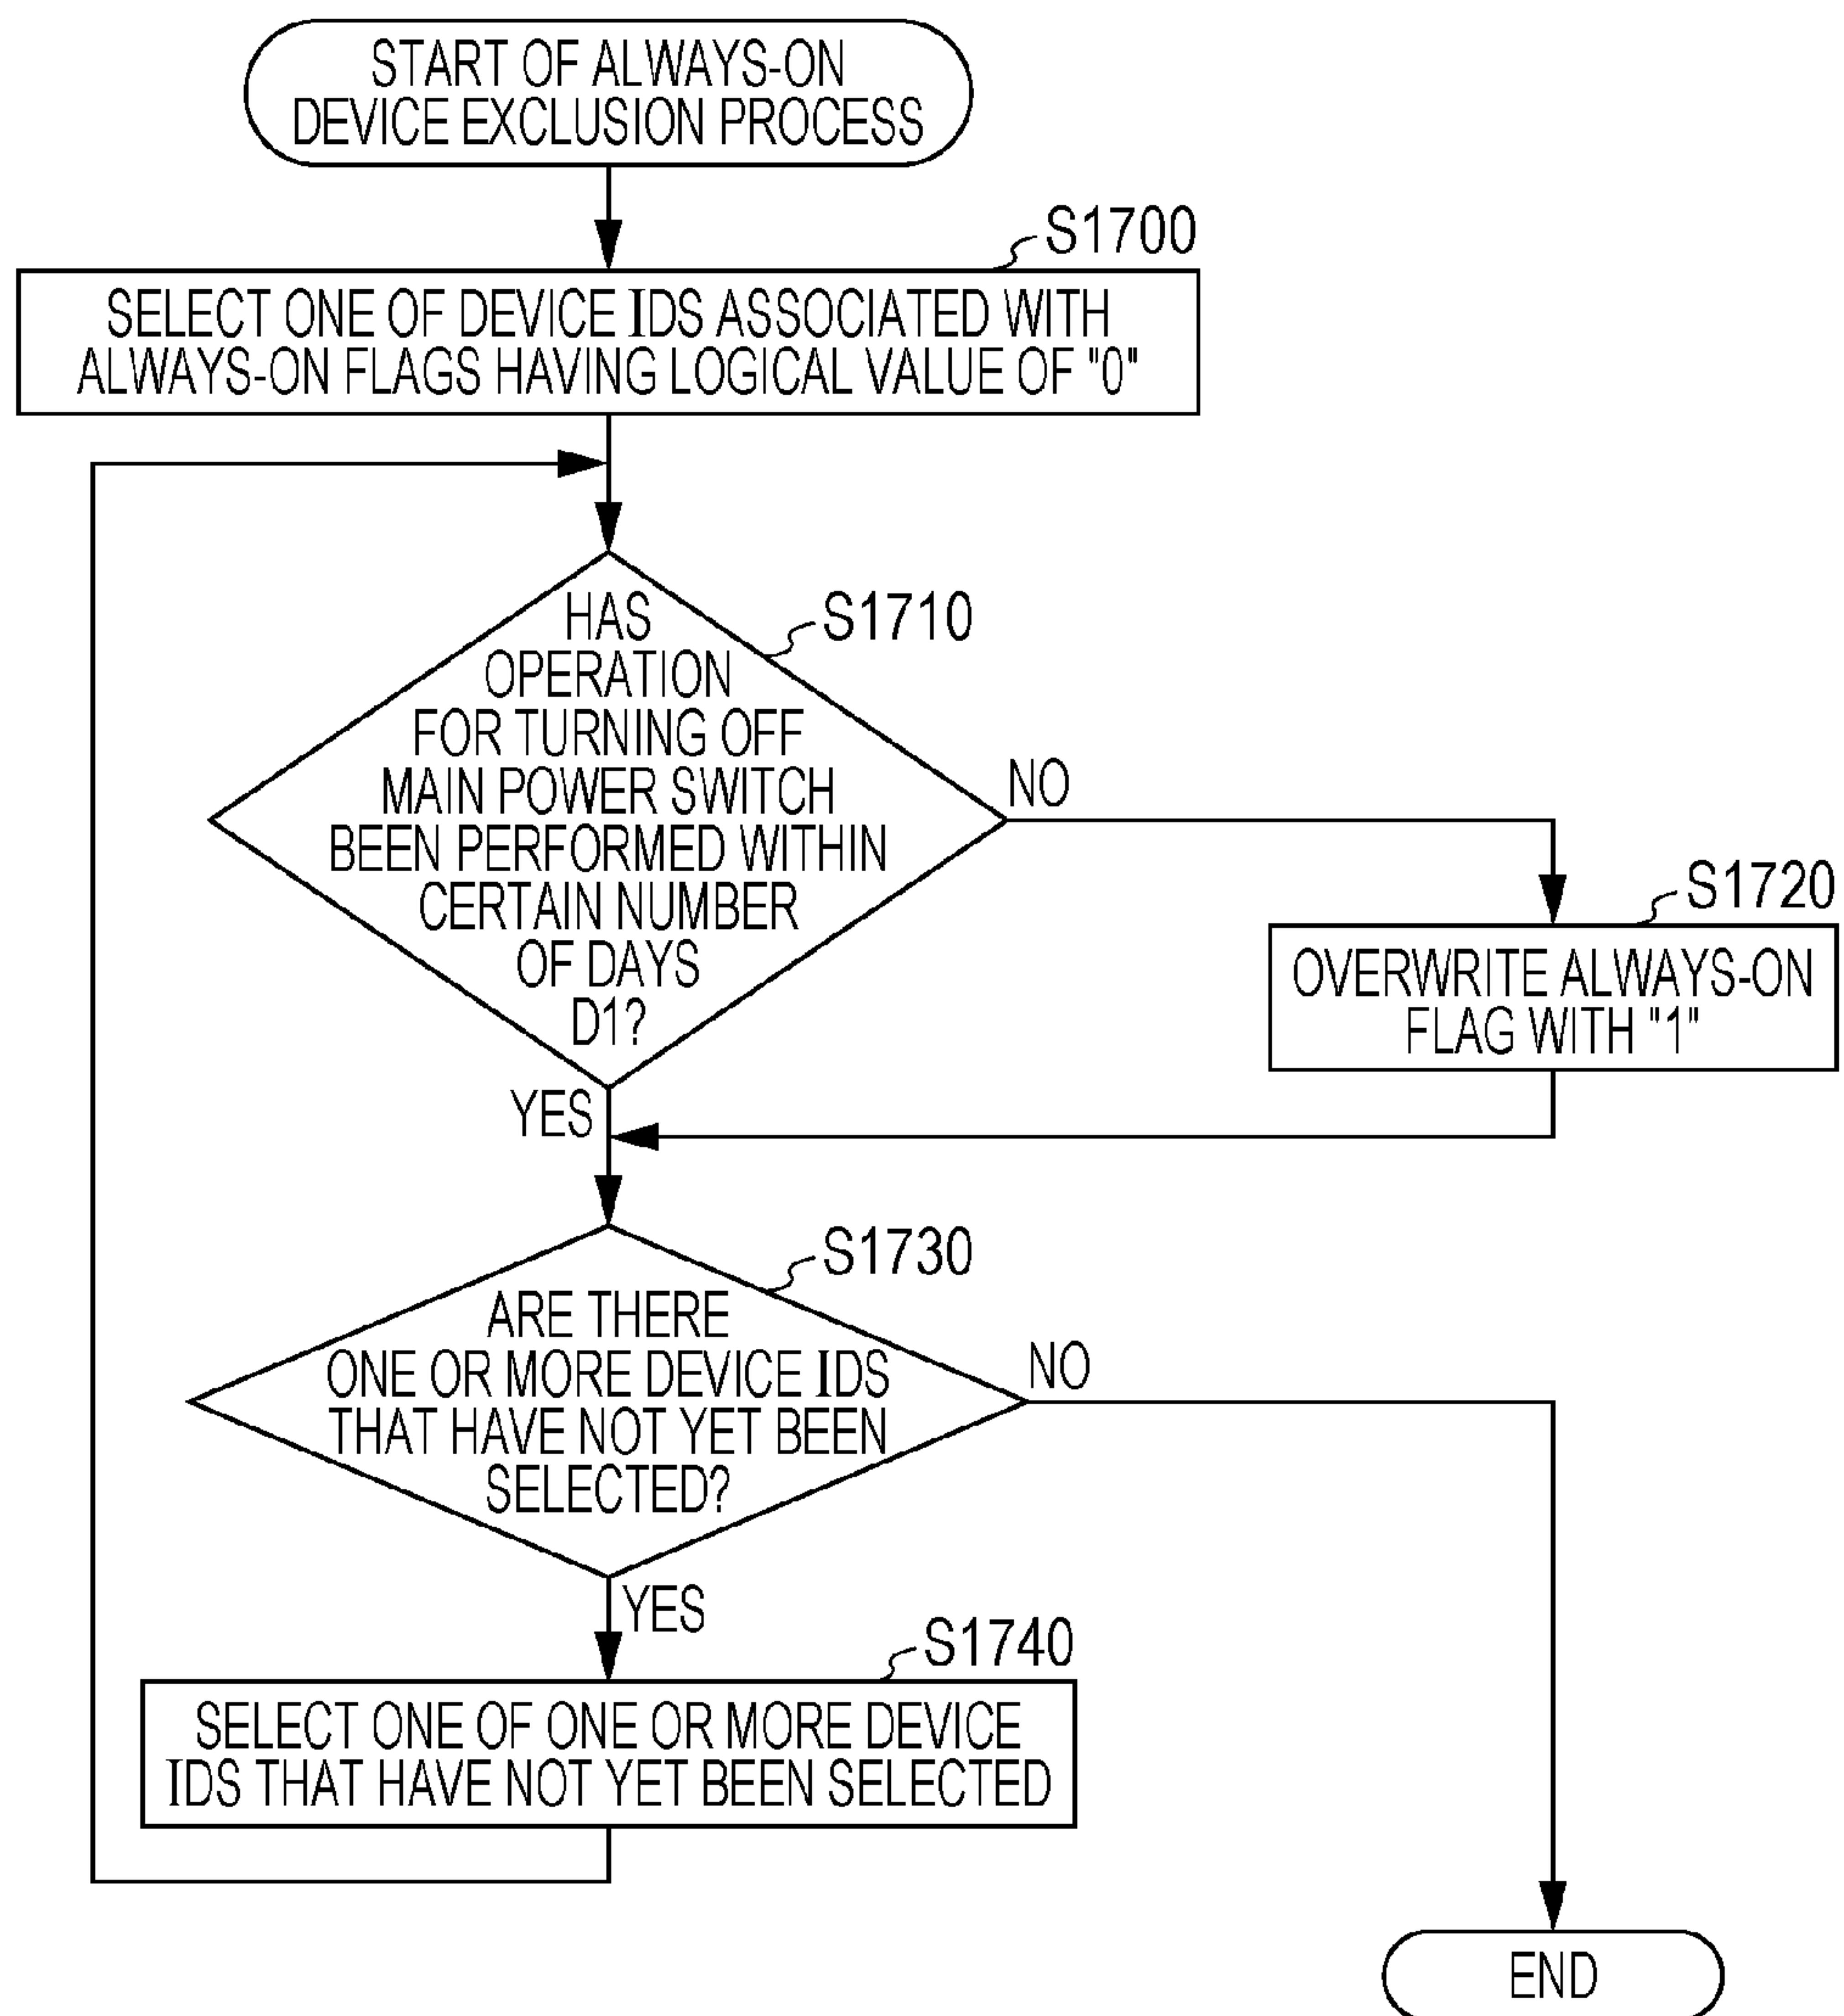 START OF ALWAYS-ON
DEVICE EXCLUSION PROCESS
S1700
SELECT ONE OF DEVICE IDS ASSOCIATED WITH
ALWAYS-ON FLAGS HAVING LOGICAL VALUE OF "0"
S1710
HAS
OPERATION
FOR TURNING OFF
MAIN POWER SWITCH
BEEN PERFORMED WITHIN
CERTAIN NUMBER
OF DAYS
D1?
NO
S1720
OVERWRITE ALWAYS-ON
FLAG WITH "1"
YES
S1730
ARE THERE
ONE OR MORE DEVICE IDS
THAT HAVE NOT YET BEEN
SELECTED?
NO
YES
S1740
SELECT ONE OF ONE OR MORE DEVICE
IDS THAT HAVE NOT YET BEEN SELECTED
END